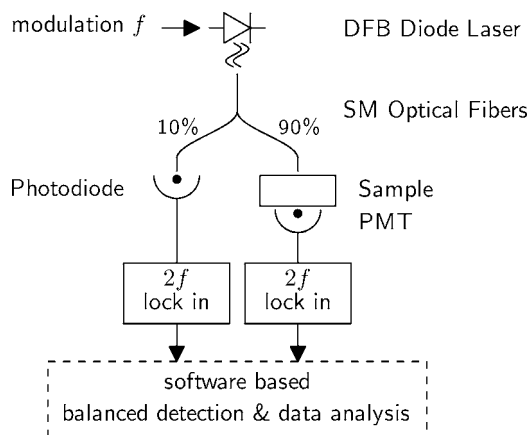 modulation f
DFB Diode Laser
SM Optical Fibers
10%
90%
Photodiode
Sample
PMT
2f
lock in
2f
lock in
software based
balanced detection & data analysis